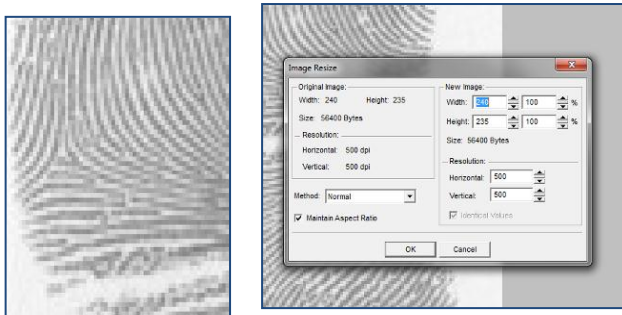 Image Resize
Original Image:
Width: 240 Height: 235
Size: 56400 Bytes
Resolution:
Horizontal: 500 dpi
Vertical: 500 dpi
Method: Normal
Maintain Aspect Ratio
New Image:
Width: 240 100 %
Height: 235 100 %
Size: 56400 Bytes
Resolution:
Horizontal: 500
Vertical: 500
Identical Values
OK Cancel